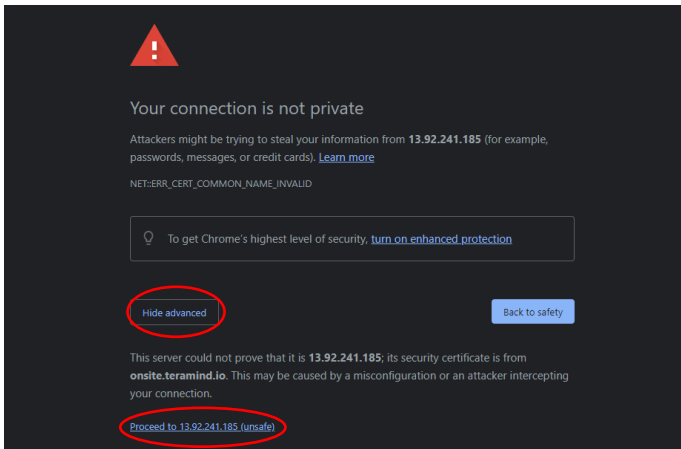 Your connection is not private
Attackers might be trying to steal your information from 13.92.241.185 (for example,
passwords, messages, or credit cards). Learn more
NET::ERR_CERT_COMMON_NAME_INVALID
To get Chrome's highest level of security, turn on enhanced protection
Hide advanced
Back to safety
This server could not prove that it is 13.92.241.185; its security certificate is from
onsite.teramind.io. This may be caused by a misconfiguration or an attacker intercepting
your connection.
Proceed to 13.92.241.185 (unsafe)